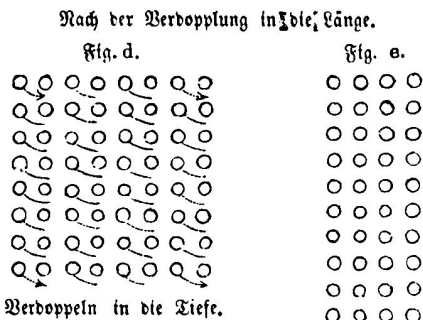 Nach der Verdopplung in die Länge.
Fig. d.
Fig. e.
Verdoppeln in die Tiefe.